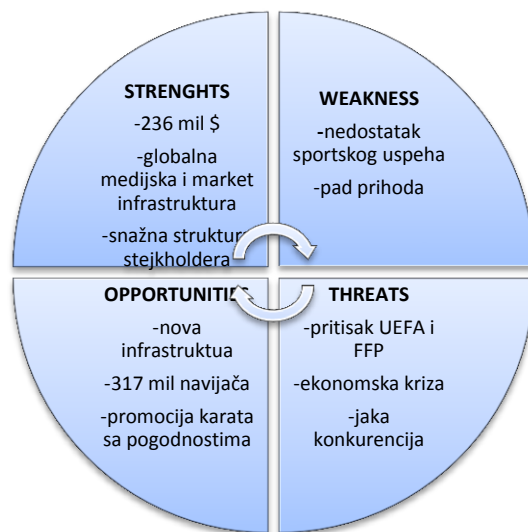 STRENGHTS
-236 mil $
-globalna
medijska i market
infrastruktura
-snažna struktura
stejkholdera
WEAKNESS
-nedostatak
sportskog uspeha
-pad prihoda
OPPORTUNITIES
-nova
infrastruktua
-317 mil navijača
-promocija karata
sa pogodnostima
THREATS
-pritisak UEFA i
FFP
-ekonomska kriza
-jaka
konkurencija